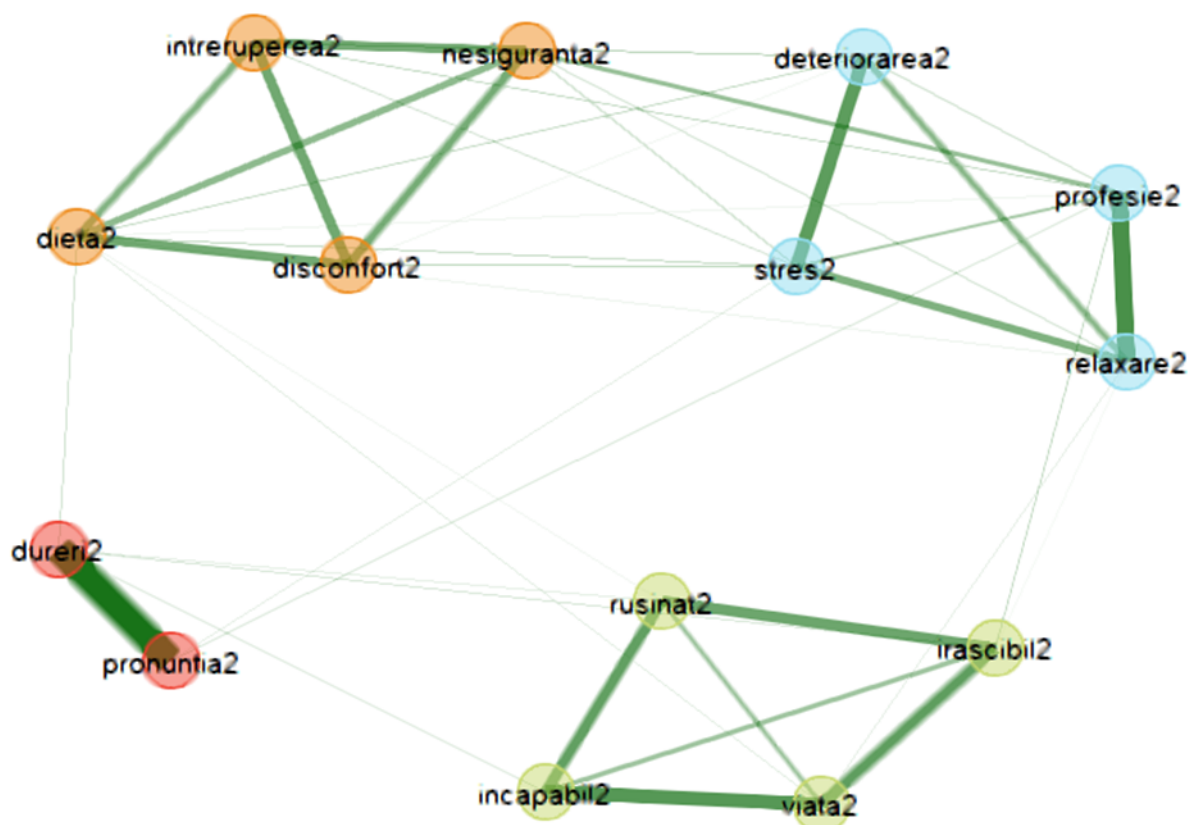 intreruperea2
nesiguranta2
deteriorarea2
profesie2
dieta2
disconfort2
stres2
relaxare2
dureri2
pronuntia2
rusinat2
irascibil2
incapabil2
viata2